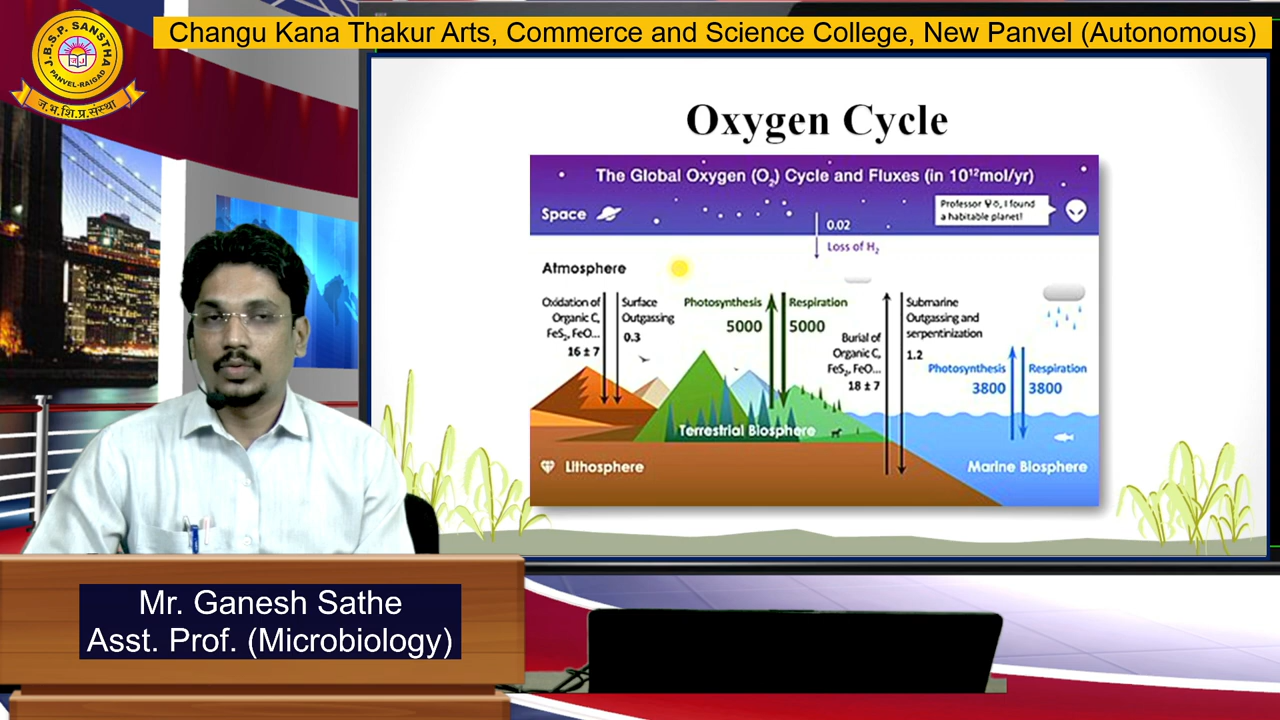 J.B.S.P. SANSTHA
PANVEL-RAIGAD
ज.भ.शि.प्र.संस्था
Changu Kana Thakur Arts, Commerce and Science College, New Panvel (Autonomous)
Oxygen Cycle
The Global Oxygen (O₂) Cycle and Fluxes (in 10¹²mol/yr)
Space
Professor
, I found
a habitable planet!
0.02
Loss of H₂
Atmosphere
Oxidation of
Organic C,
FeS₂, FeO...
16 ± 7
Surface
Outgassing
0.3
Photosynthesis
5000
Respiration
5000
Burial of
Organic C,
FeS₂, FeO...
18 ± 7
Submarine
Outgassing and
serpentinization
1.2
Photosynthesis
3800
Respiration
3800
Terrestrial Biosphere
Lithosphere
Marine Biosphere
Mr. Ganesh Sathe
Asst. Prof. (Microbiology)